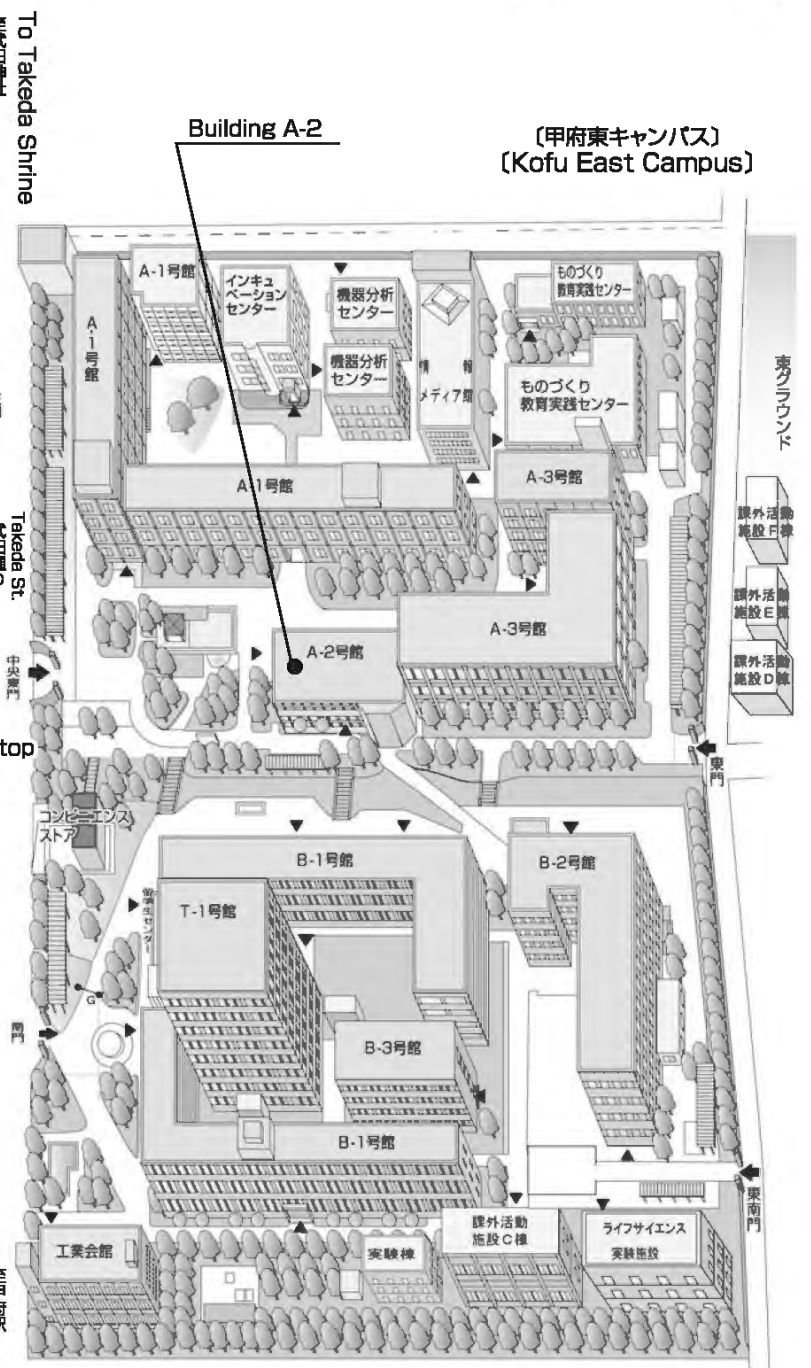 To Takeda Shrine
Building A-2
〔甲府東キャンパス〕
〔Kofu East Campus〕
A-1号館
A-1号館
インキュ
ベーション
センター
機器分析
センター
機器分析
センター
情報
メディア館
ものづくり
教育実践センター
ものづくり
教育実践センター
東グラウンド
A-1号館
A-3号館
課外活動
施設F棟
課外活動
施設E棟
課外活動
施設D棟
Takeda St.
A-2号館
A-3号館
中央東門
top
東門
コンビニエンス
ストア
B-1号館
B-2号館
T-1号館
留学生センター
G
南門
B-3号館
B-1号館
東南門
工業会館
実験棟
課外活動
施設C棟
ライフサイエンス
実験施設